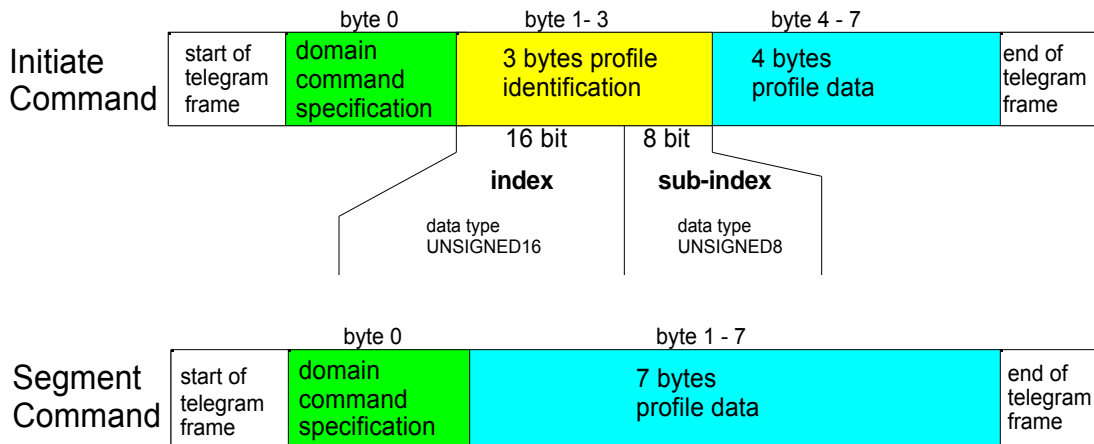 byte 0
byte 1- 3
byte 4 - 7
Initiate
Command
start of
telegram
frame
domain
command
specification
3 bytes profile
identification
4 bytes
profile data
end of
telegram
frame
16 bit
8 bit
index
sub-index
data type
UNSIGNED16
data type
UNSIGNED8
byte 0
byte 1 - 7
Segment
Command
start of
telegram
frame
domain
command
specification
7 bytes
profile data
end of
telegram
frame